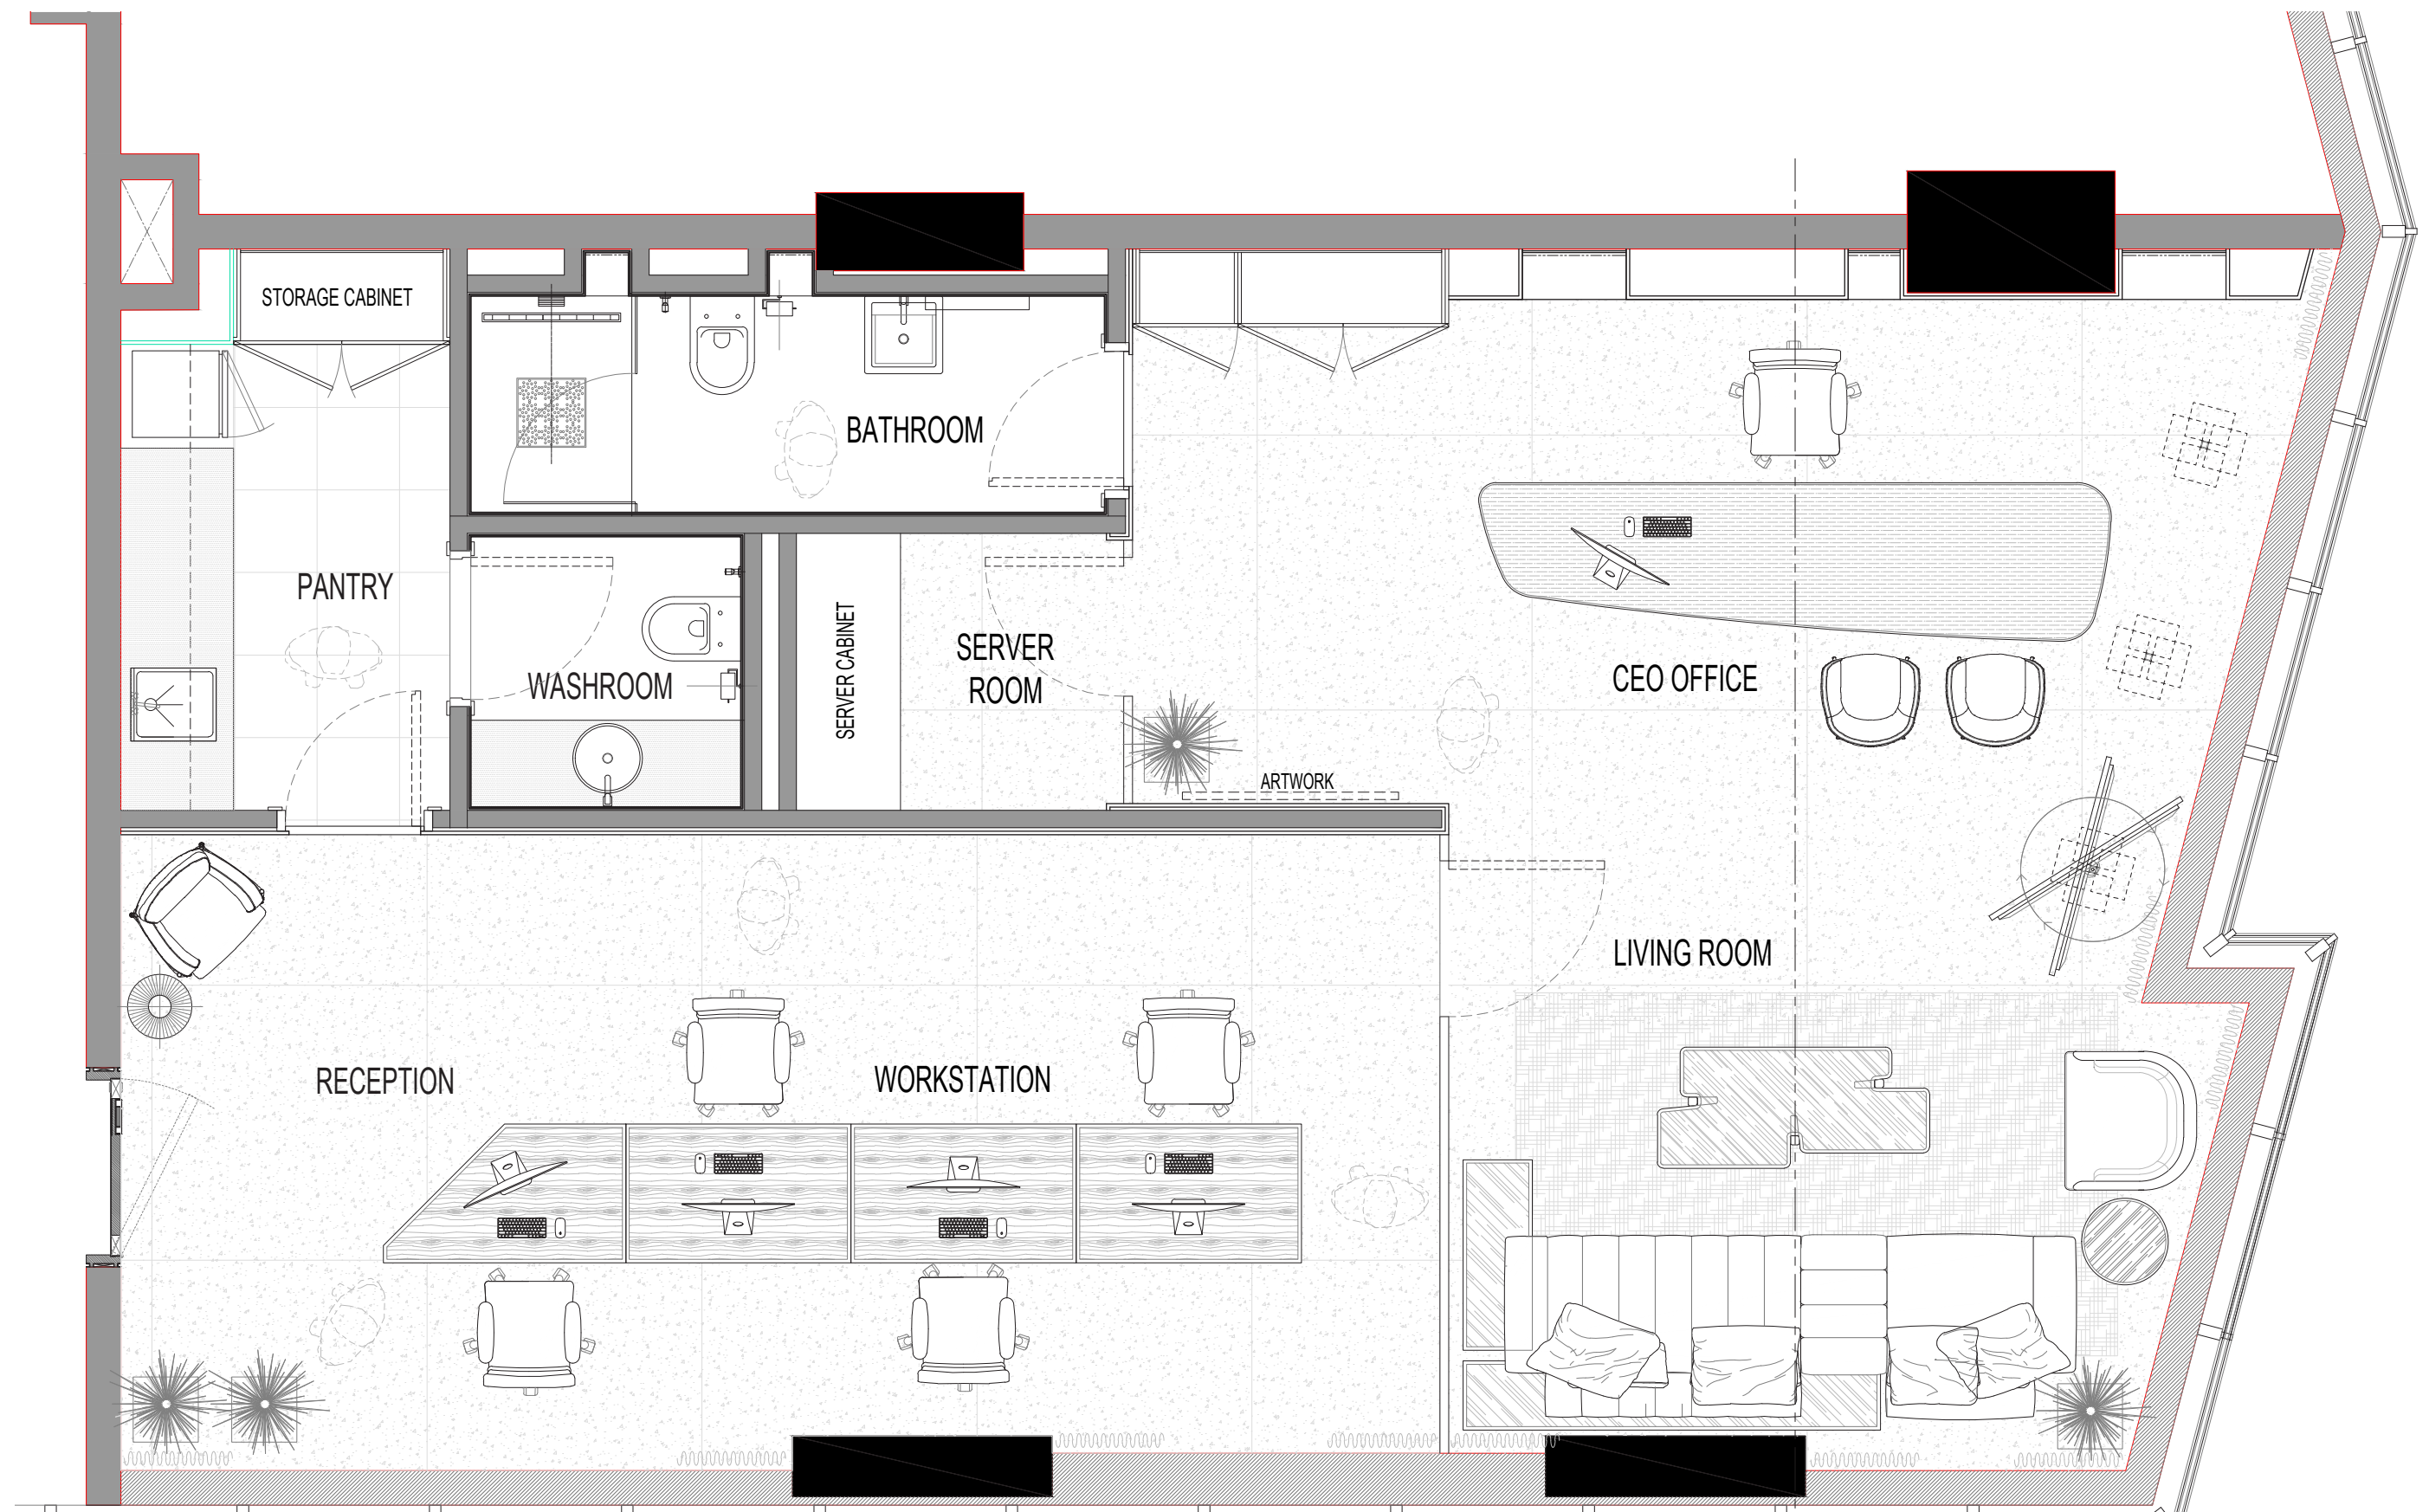 STORAGE CABINET
BATHROOM
PANTRY
WASHROOM
SERVER CABINET
SERVER
ROOM
CEO OFFICE
ARTWORK
LIVING ROOM
RECEPTION
WORKSTATION